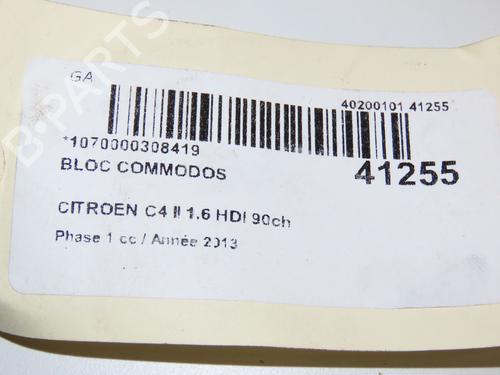 B-PARTS
GA
40200101 41255
*1070000308419
BLOC COMMODOS
41255
CITROEN C4 II 1.6 HDI 90ch
Phase 1 cc / Année 2013